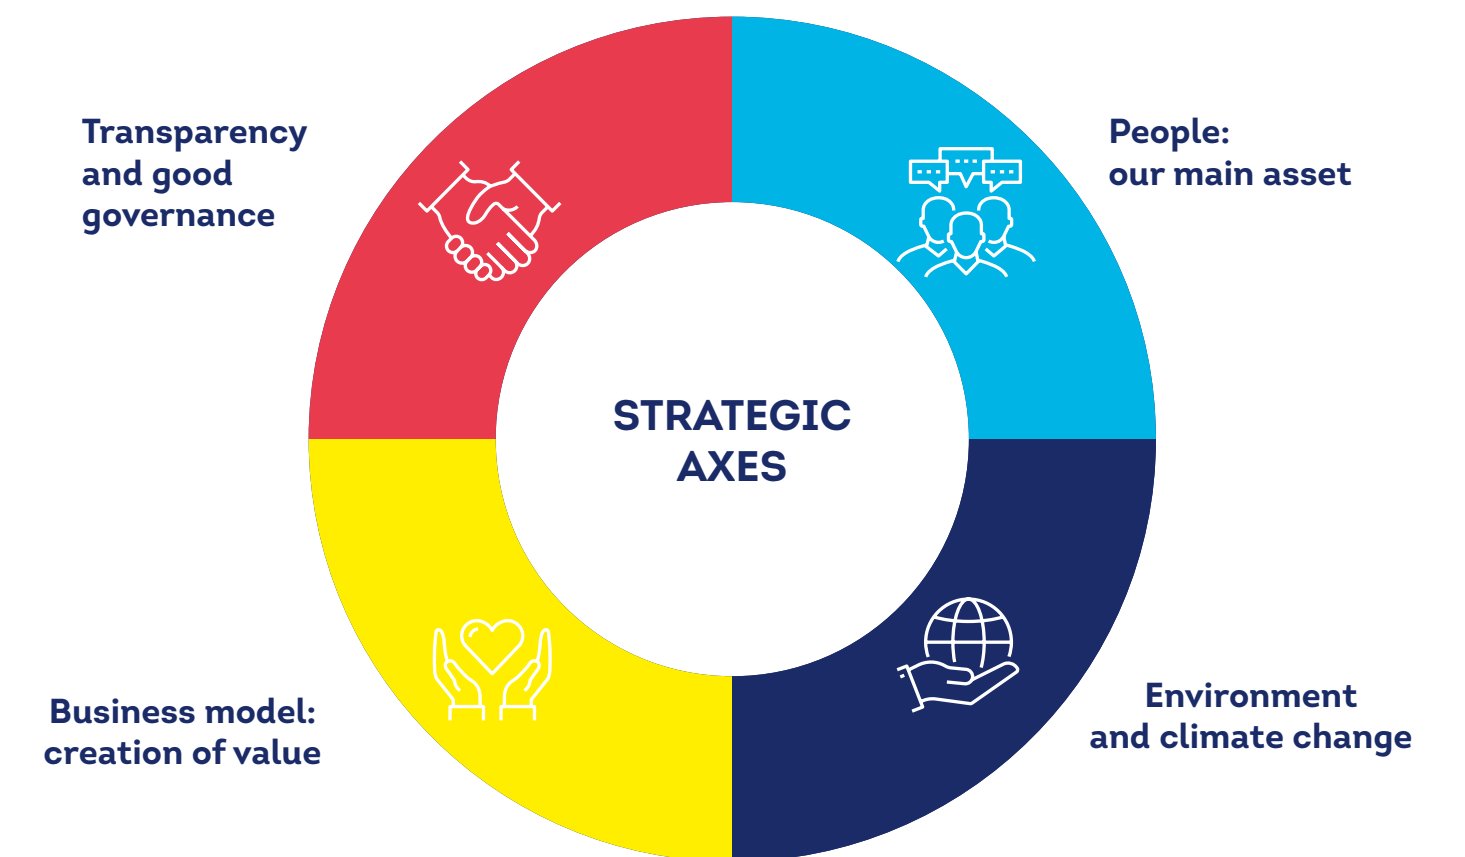 Transparency
and good
governance
People:
our main asset
STRATEGIC
AXES
Business model:
creation of value
Environment
and climate change